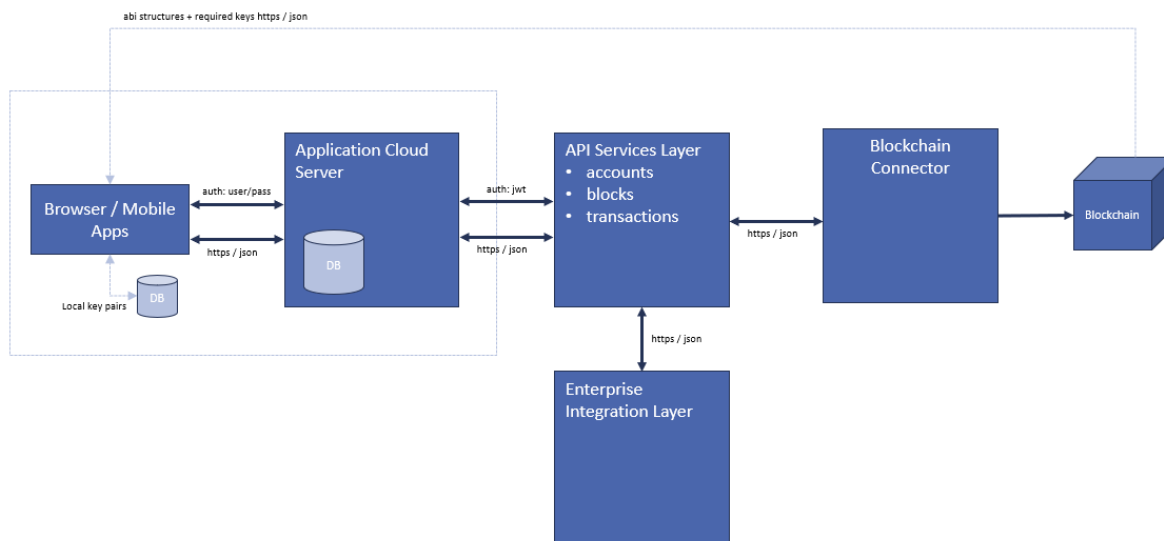 abi structures + required keys https / json
Browser / Mobile
Apps
auth: user/pass
https / json
Local key pairs
DB
Application Cloud
Server
DB
auth: jwt
https / json
API Services Layer
• accounts
• blocks
• transactions
https / json
Blockchain
Connector
Blockchain
https / json
Enterprise
Integration Layer